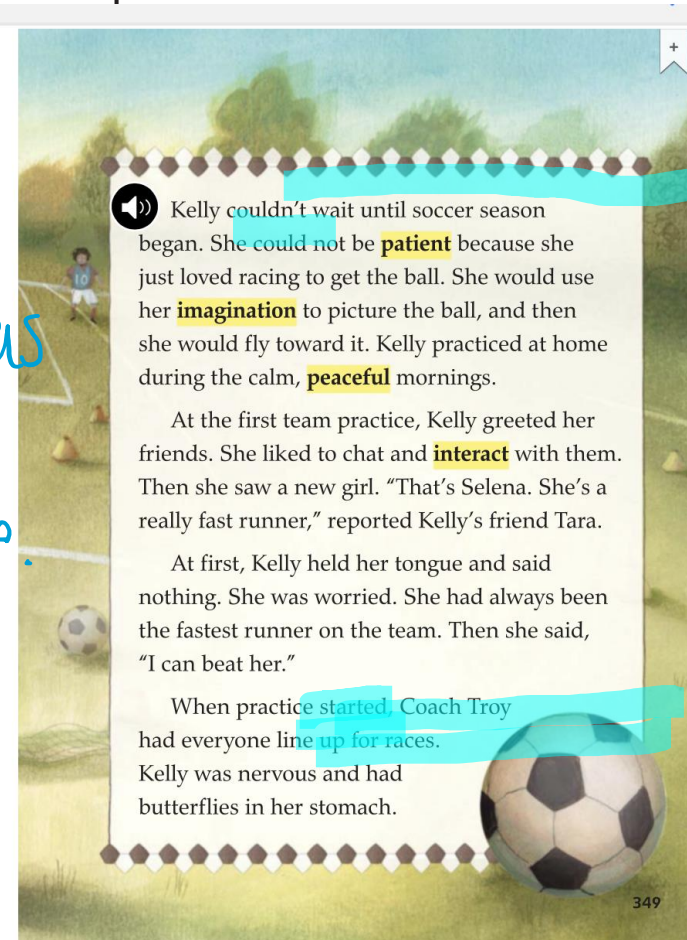 Kelly couldn't wait until soccer season
began. She could not be patient because she
just loved racing to get the ball. She would use
her imagination to picture the ball, and then
she would fly toward it. Kelly practiced at home
during the calm, peaceful mornings.
At the first team practice, Kelly greeted her
friends. She liked to chat and interact with them.
Then she saw a new girl. “That's Selena. She's a
really fast runner,” reported Kelly's friend Tara.
At first, Kelly held her tongue and said
nothing. She was worried. She had always been
the fastest runner on the team. Then she said,
“I can beat her.”
When practice started, Coach Troy
had everyone line up for races.
Kelly was nervous and had
butterflies in her stomach.
10
349